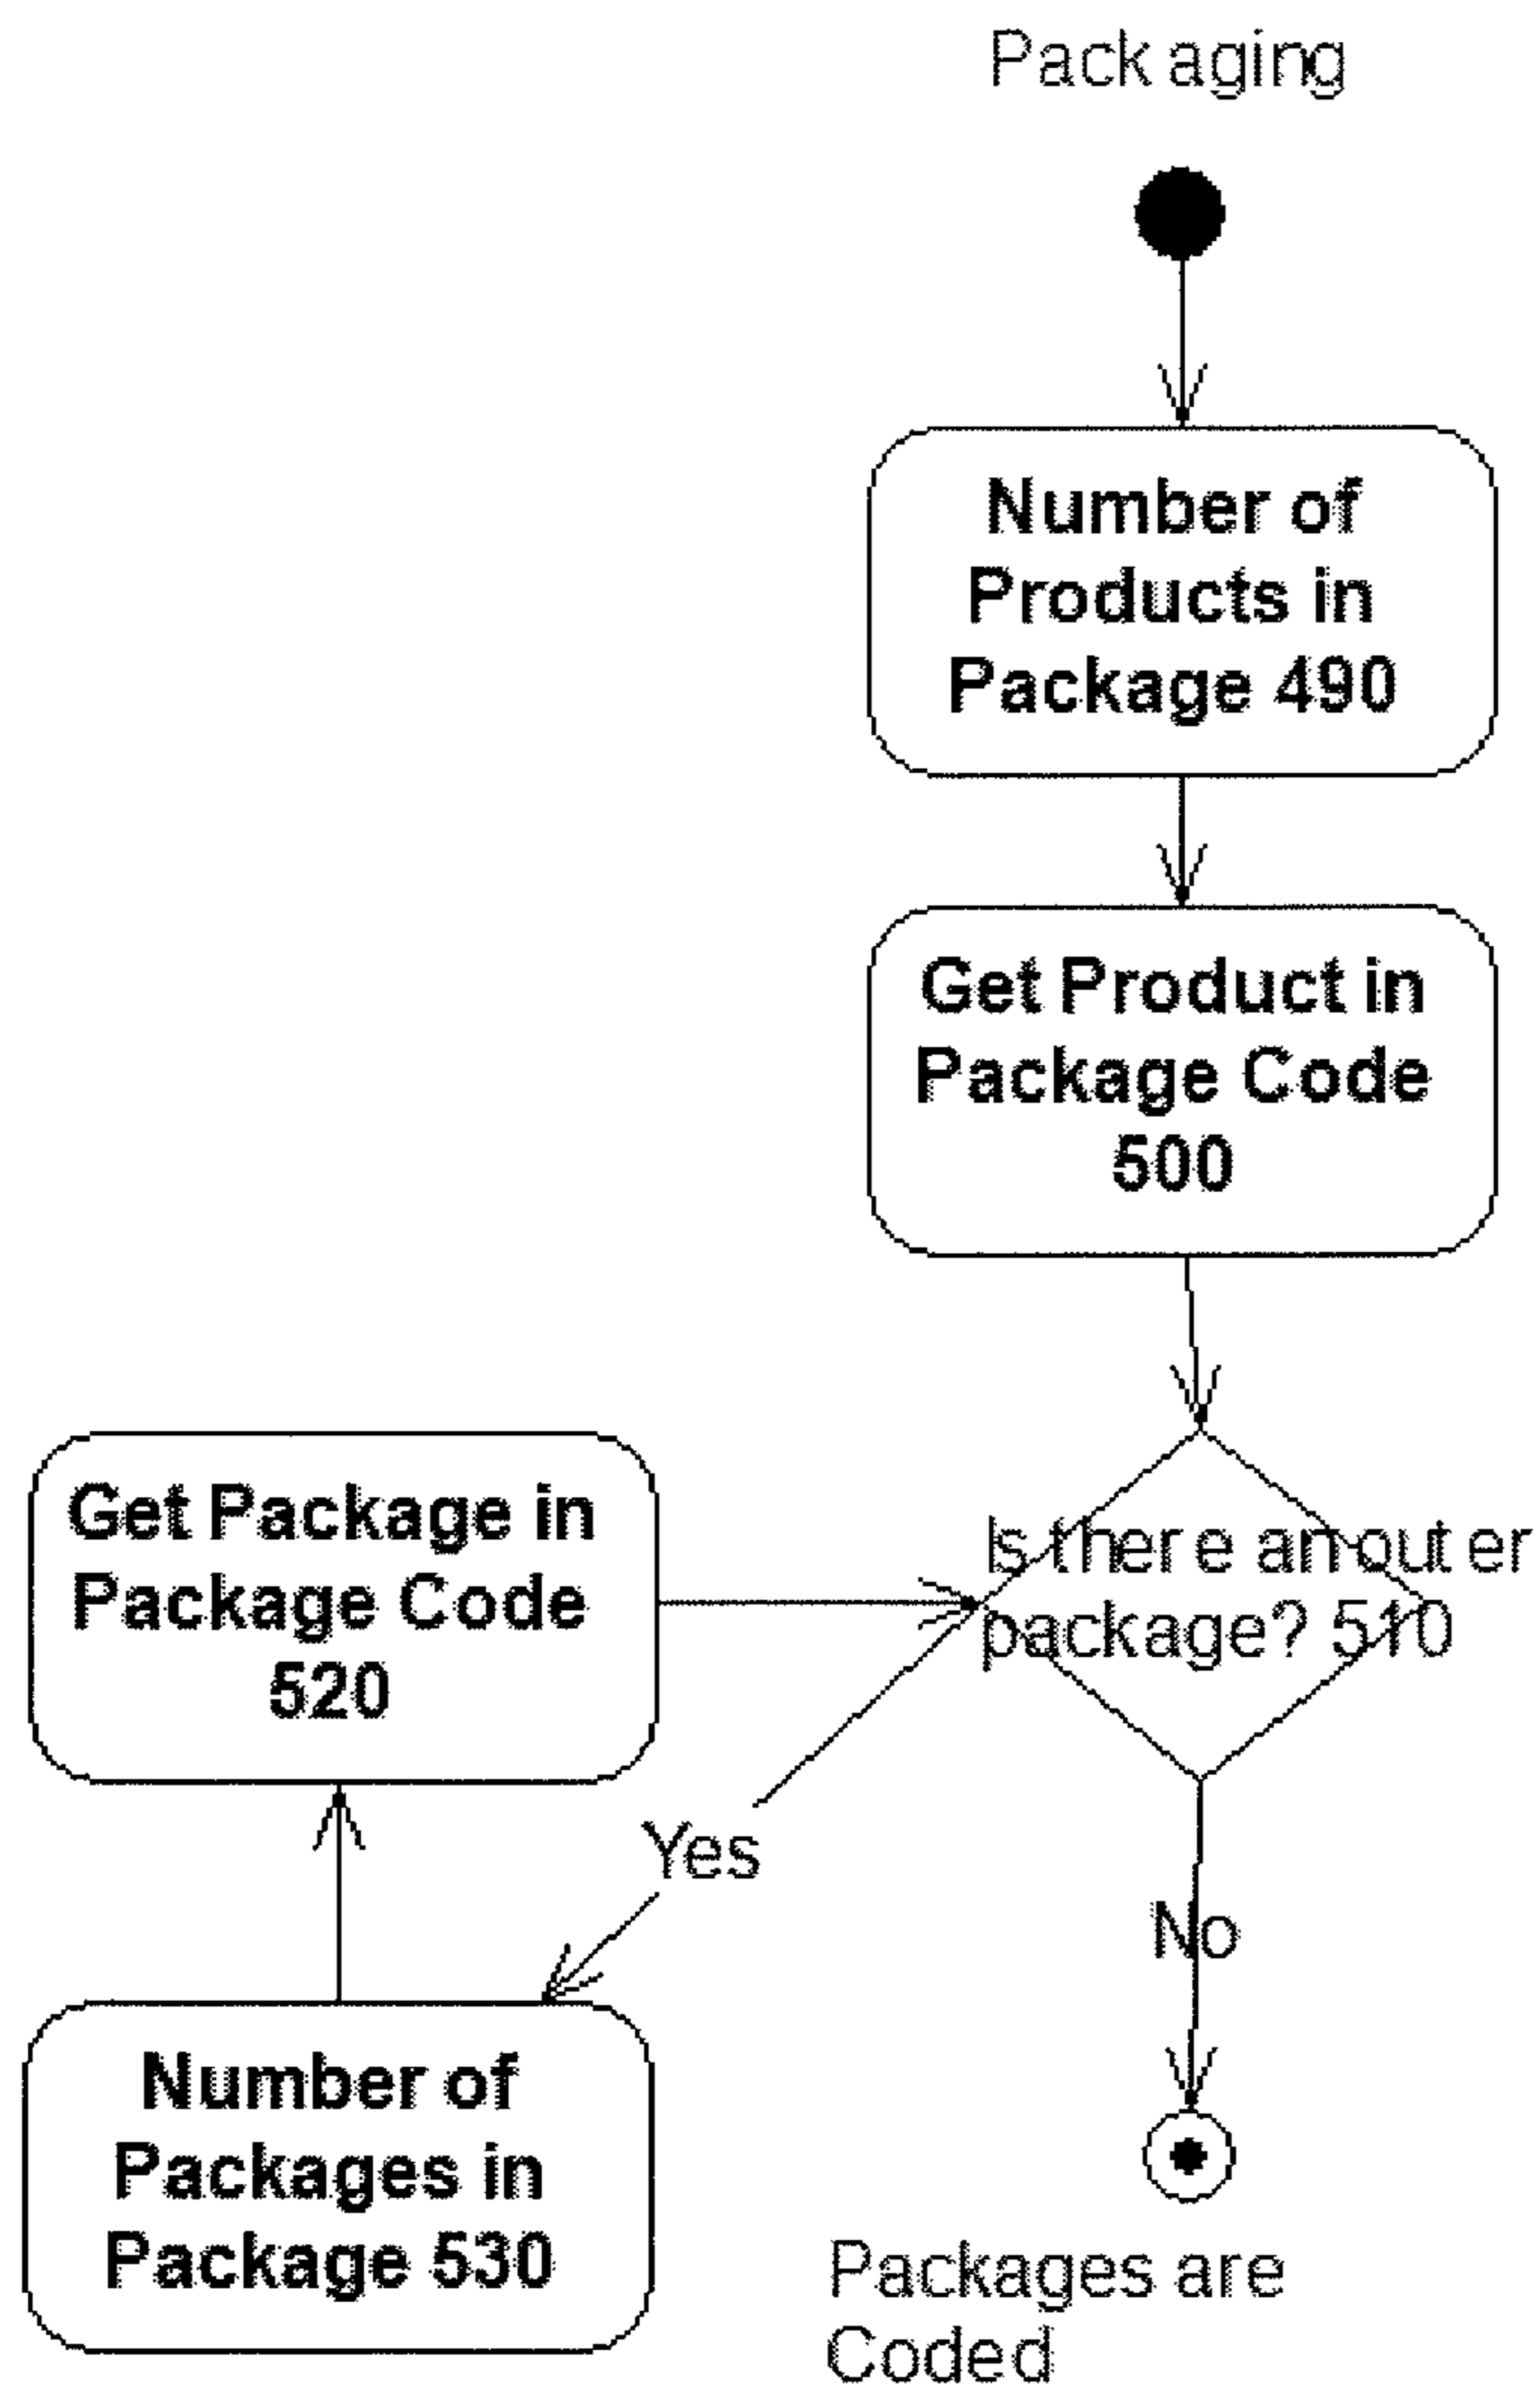 Packaging
Number of
Products in
Package 490
Get Product in
Package Code
500
Is there an outer
package? 510
Get Package in
Package Code
520
Yes
No
Number of
Packages in
Package 530
Packages are
Coded